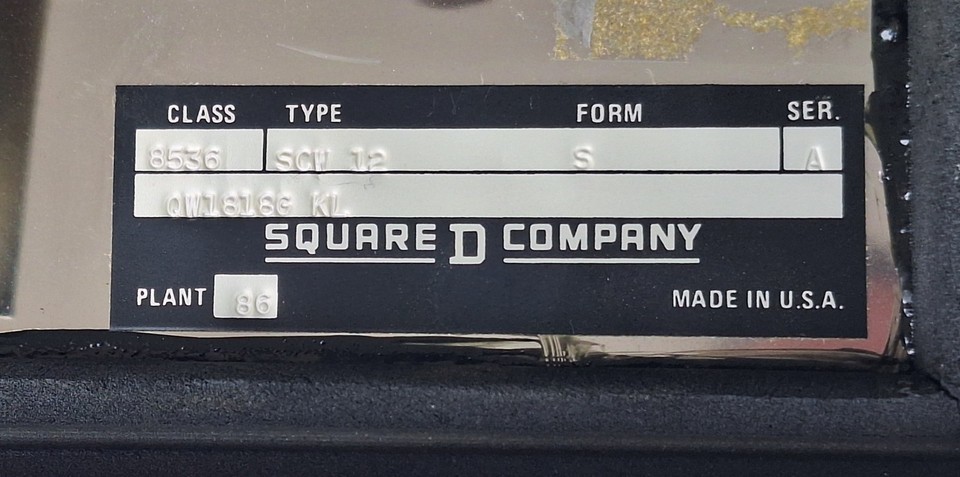 CLASS TYPE FORM SER.
8536 SCW 12 S A
QW1818G KL
SQUARE D COMPANY
PLANT 86 MADE IN U.S.A.